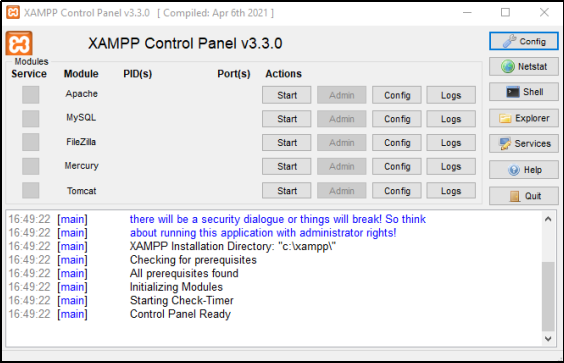 XAMPP Control Panel v3.3.0 [ Compiled: Apr 6th 2021 ]
XAMPP Control Panel v3.3.0
Config
Modules
Service Module PID(s) Port(s) Actions
Netstat
Apache Start Admin Config Logs
Shell
MySQL Start Admin Config Logs
Explorer
FileZilla Start Admin Config Logs
Services
Mercury Start Admin Config Logs
Help
Tomcat Start Admin Config Logs
Quit
16:49:22 [main] there will be a security dialogue or things will break! So think
16:49:22 [main] about running this application with administrator rights!
16:49:22 [main] XAMPP Installation Directory: "c:\xampp\"
16:49:22 [main] Checking for prerequisites
16:49:22 [main] All prerequisites found
16:49:22 [main] Initializing Modules
16:49:22 [main] Starting Check-Timer
16:49:22 [main] Control Panel Ready